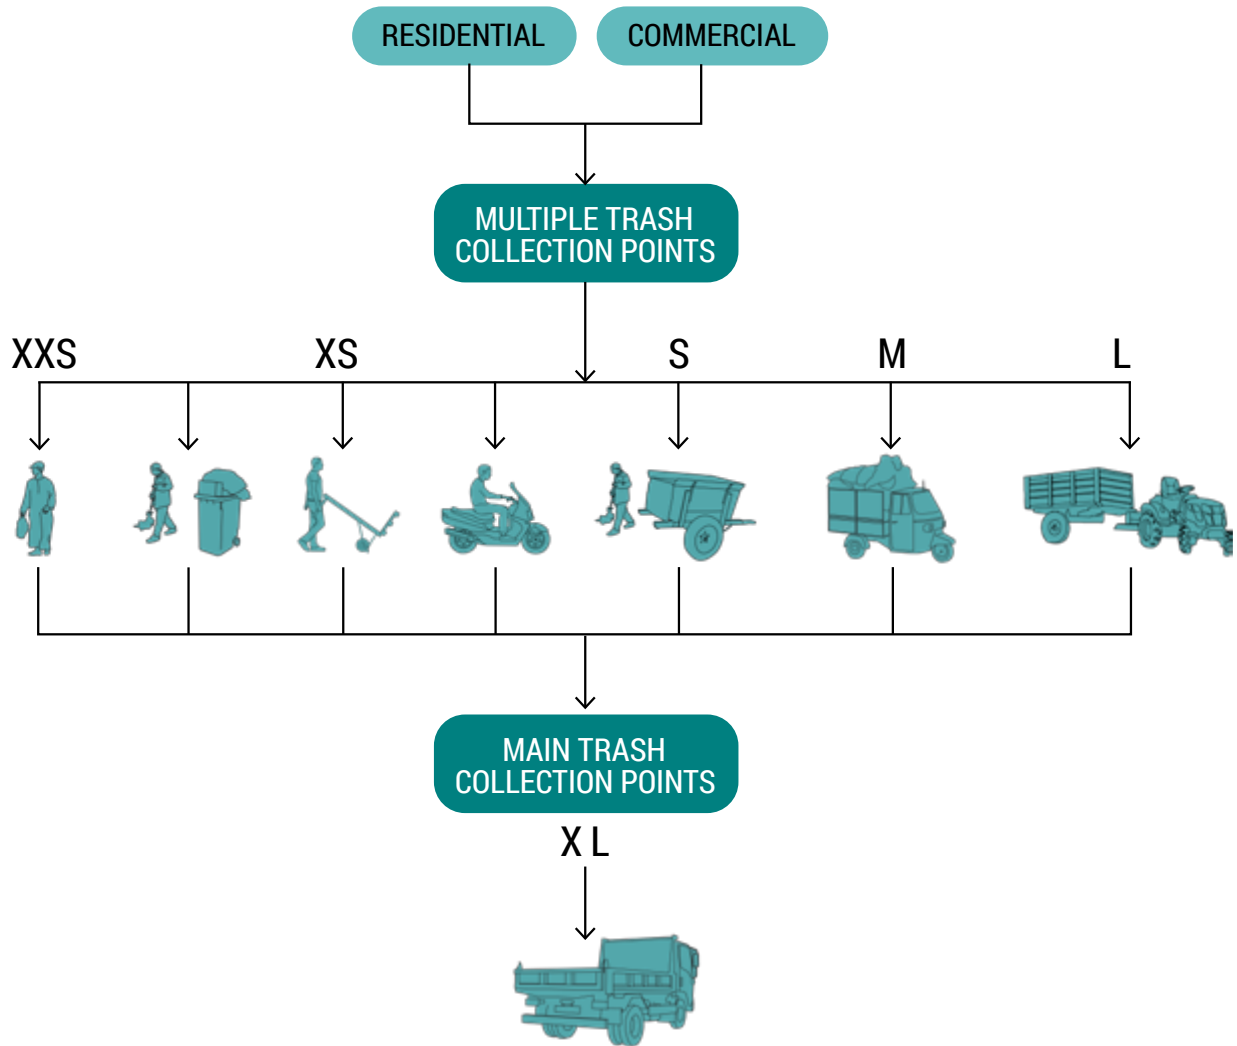 RESIDENTIAL
COMMERCIAL
MULTIPLE TRASH
COLLECTION POINTS
XXS
XS
S
M
L
MAIN TRASH
COLLECTION POINTS
X L